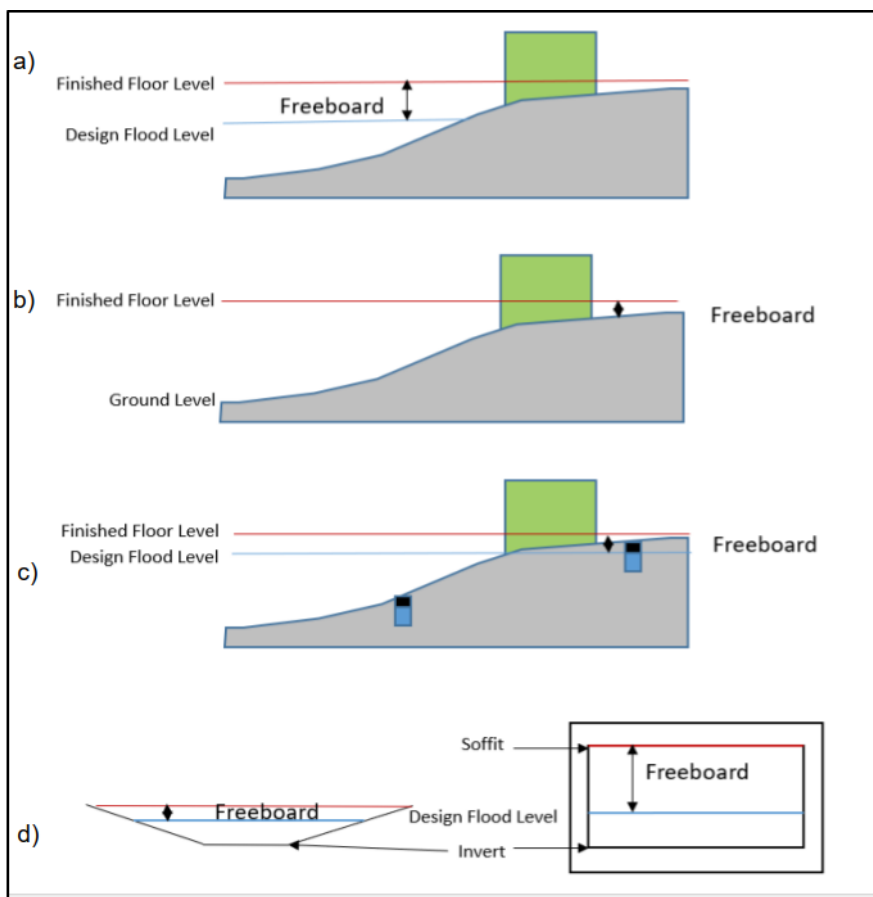 a)
Finished Floor Level
Freeboard
Design Flood Level
b)
Finished Floor Level
Freeboard
Ground Level
Finished Floor Level
Design Flood Level
Freeboard
c)
Soffit
Freeboard
Freeboard
Design Flood Level
d)
Invert